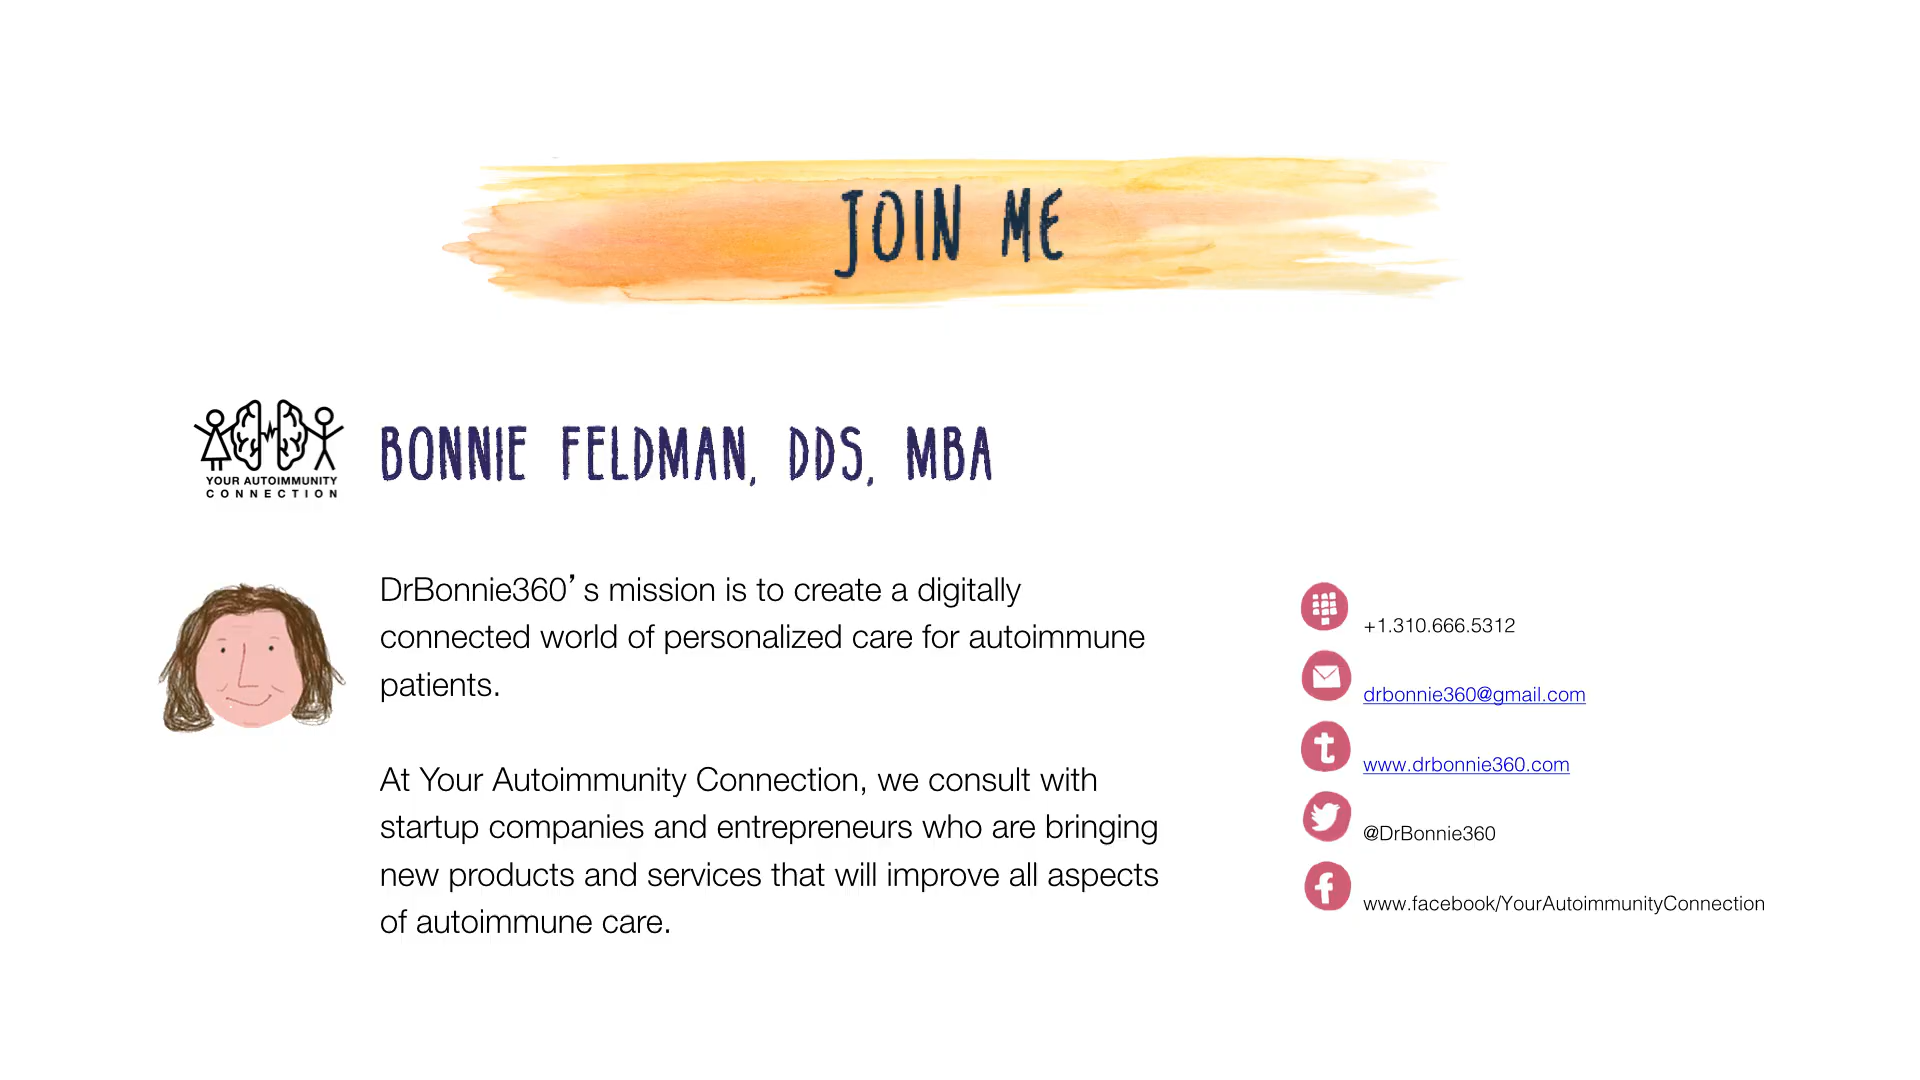 JOIN ME
YOUR AUTOIMMUNITY
CONNECTION
BONNIE FELDMAN, DDS, MBA
DrBonnie360’s mission is to create a digitally
connected world of personalized care for autoimmune
patients.
At Your Autoimmunity Connection, we consult with
startup companies and entrepreneurs who are bringing
new products and services that will improve all aspects
of autoimmune care.
+1.310.666.5312
drbonnie360@gmail.com
www.drbonnie360.com
@DrBonnie360
www.facebook/YourAutoimmunityConnection